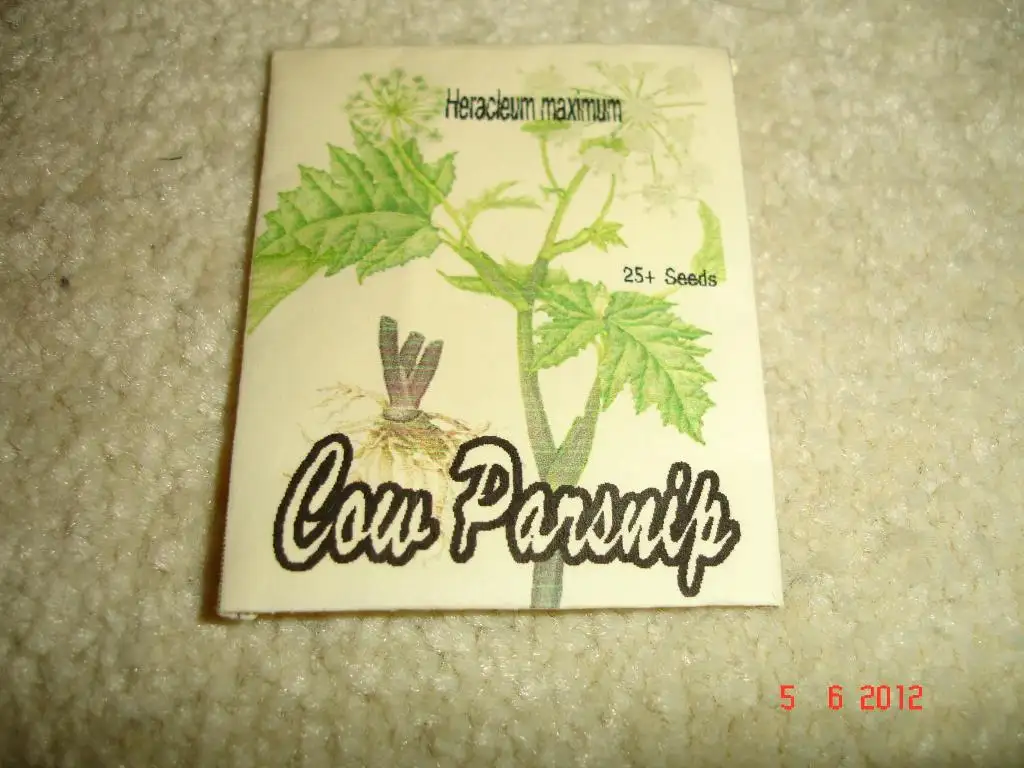 Heracleum maximum
25+ Seeds
Cow Parsnip
5 6 2012